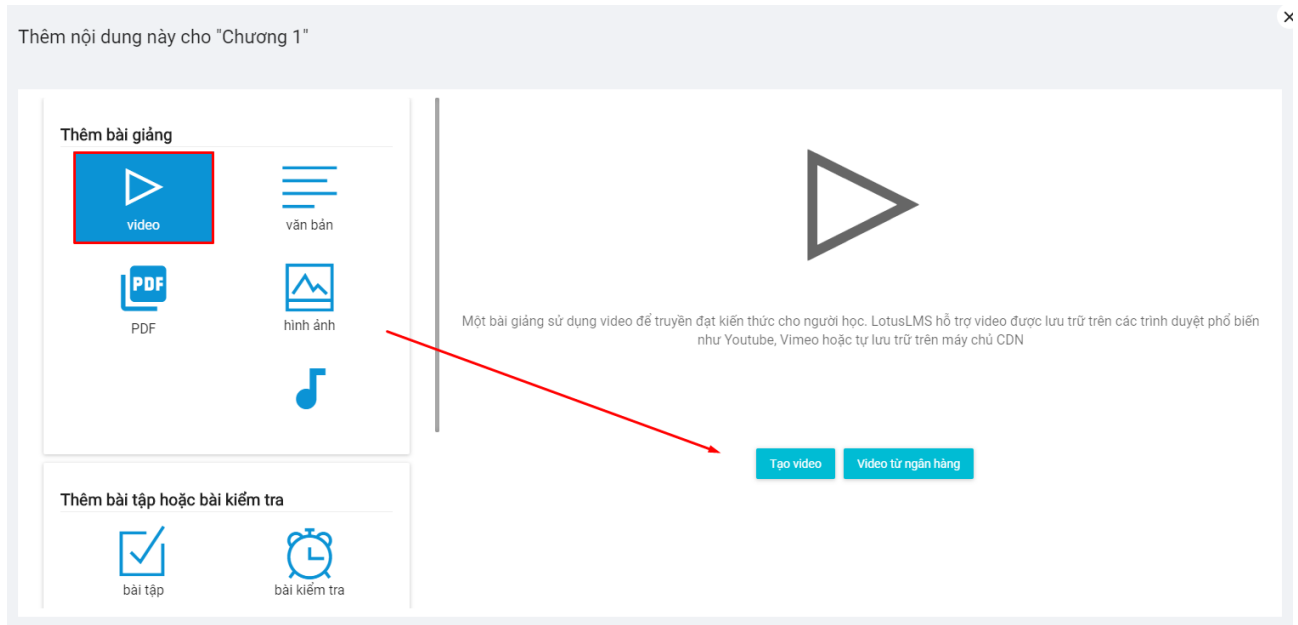 Thêm nội dung này cho "Chương 1"
Thêm bài giảng
video
văn bản
PDF
PDF
hình ảnh
Thêm bài tập hoặc bài kiểm tra
bài tập
bài kiểm tra
Một bài giảng sử dụng video để truyền đạt kiến thức cho người học. LotusLMS hỗ trợ video được lưu trữ trên các trình duyệt phổ biến
như Youtube, Vimeo hoặc tự lưu trữ trên máy chủ CDN
Tạo video
Video từ ngân hàng